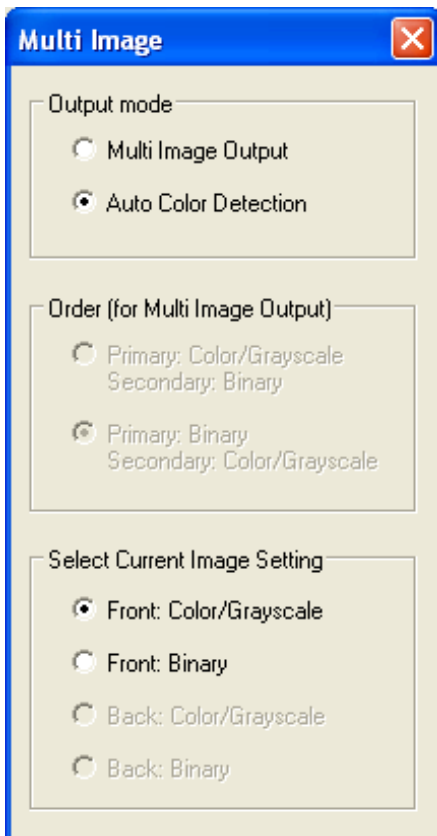 Multi Image
Output mode
Multi Image Output
Auto Color Detection
Order (for Multi Image Output)
Primary: Color/Grayscale
Secondary: Binary
Primary: Binary
Secondary: Color/Grayscale
Select Current Image Setting
Front: Color/Grayscale
Front: Binary
Back: Color/Grayscale
Back: Binary